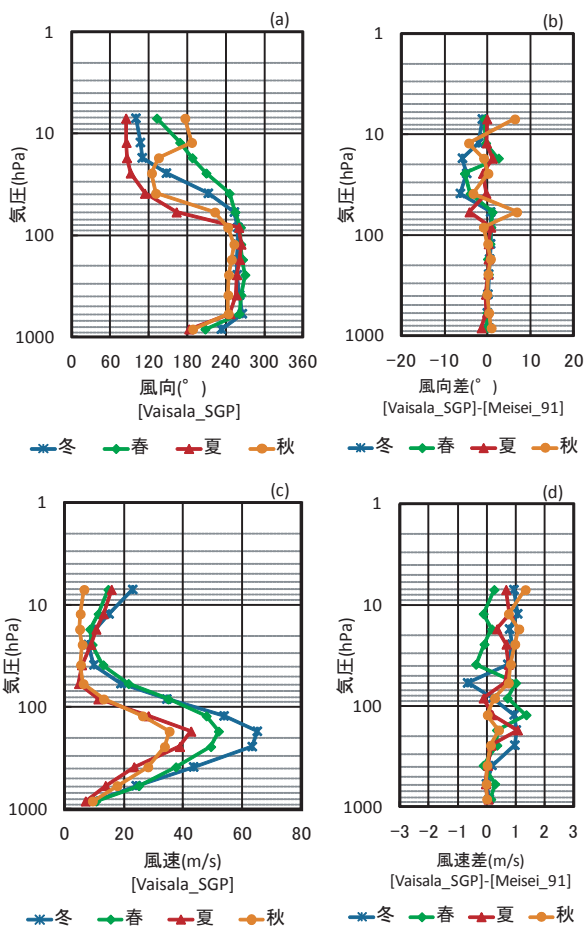 (a)
1
10
100
1000
気圧(hPa)
0 60 120 180 240 300 360
風向(°)
[Vaisala_SGP]
冬 春 夏 秋
(b)
1
10
100
1000
気圧(hPa)
-20 -10 0 10 20
風向差(°)
[Vaisala_SGP]-[Meisei_91]
冬 春 夏 秋
(c)
1
10
100
1000
気圧(hPa)
0 20 40 60 80
風速(m/s)
[Vaisala_SGP]
冬 春 夏 秋
(d)
1
10
100
1000
気圧(hPa)
-3 -2 -1 0 1 2 3
風速差(m/s)
[Vaisala_SGP]-[Meisei_91]
冬 春 夏 秋